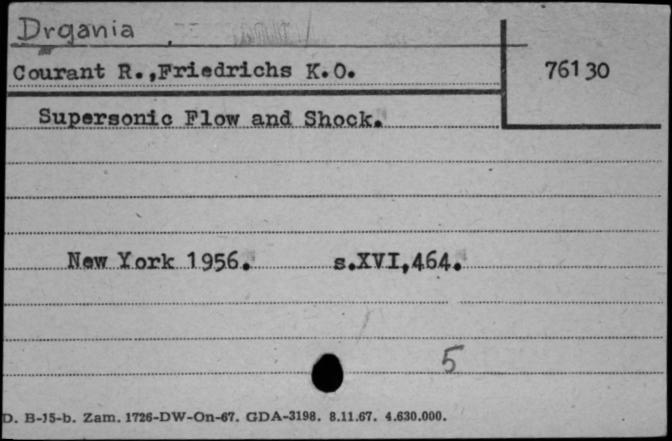 Drgania
Courant R.,Friedrichs K.O.
76130
Supersonic Flow and Shock.
New York 1956. s.XVI,464.
5
D. B-15-b. Zam. 1726-DW-On-67. GDA-3198. 8.11.67. 4.630.000.